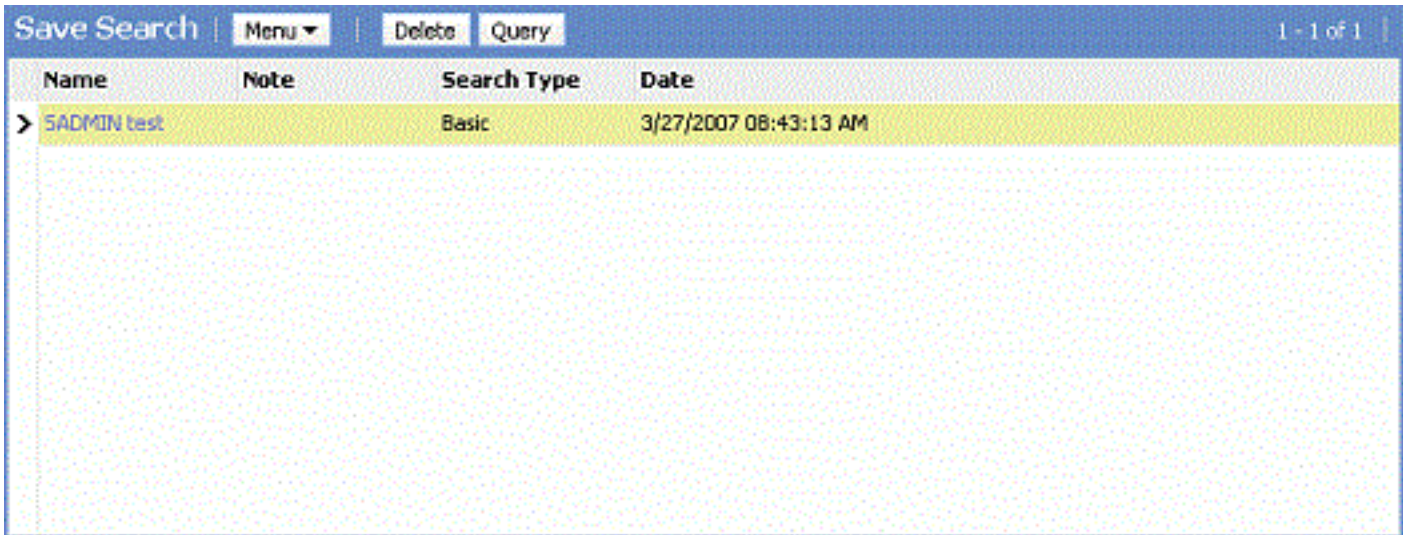 Save Search Menu Delete Query 1 - 1 of 1
Name Note Search Type Date
SADMIN test Basic 3/27/2007 08:43:13 AM